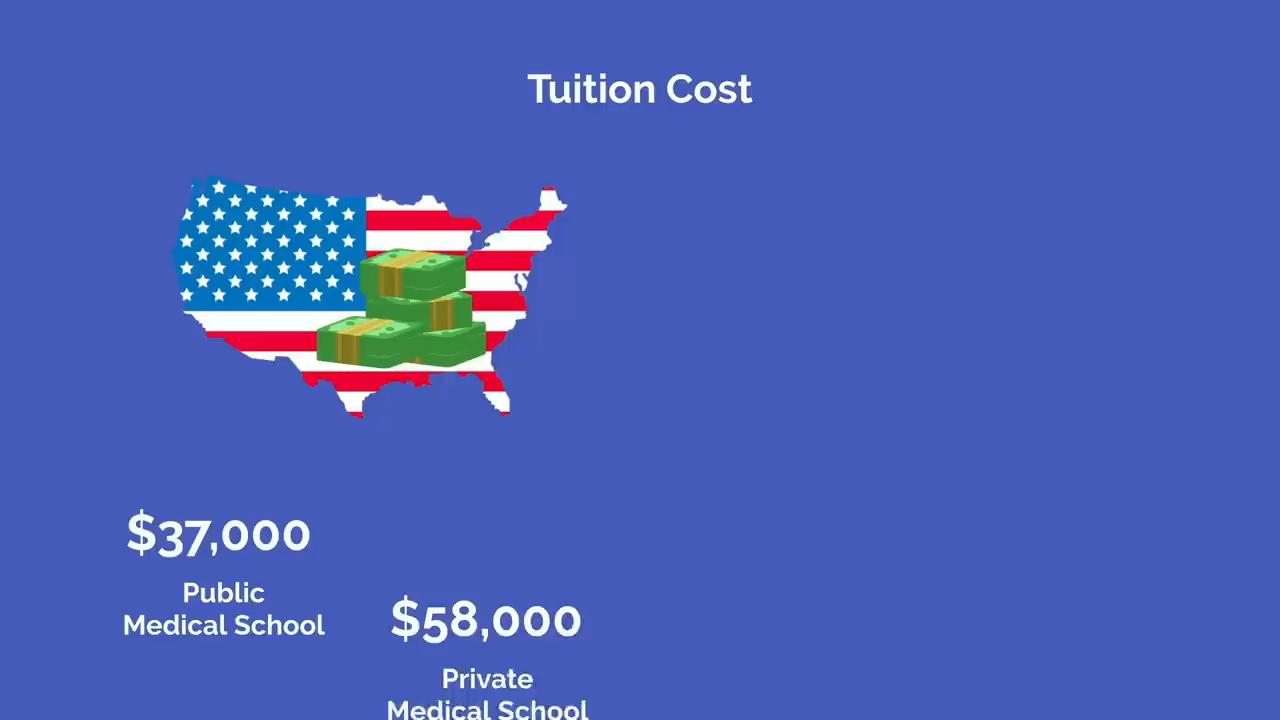 Tuition Cost
$37,000
Public
Medical School
$58,000
Private
Medical School